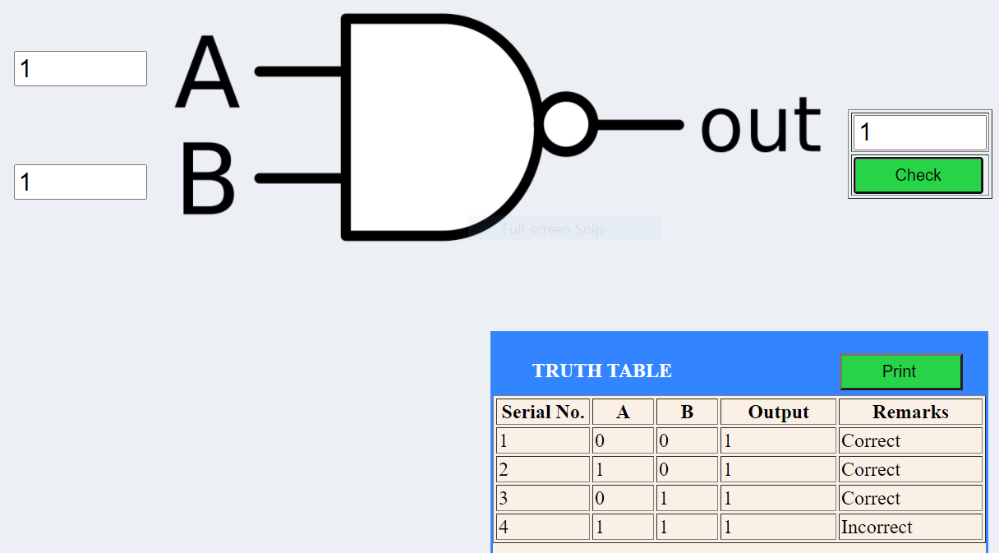 1
A
B
1
out
1
Check
Full-screen Snip
TRUTH TABLE
Print
Serial No. A B Output Remarks
1 0 0 1 Correct
2 1 0 1 Correct
3 0 1 1 Correct
4 1 1 1 Incorrect